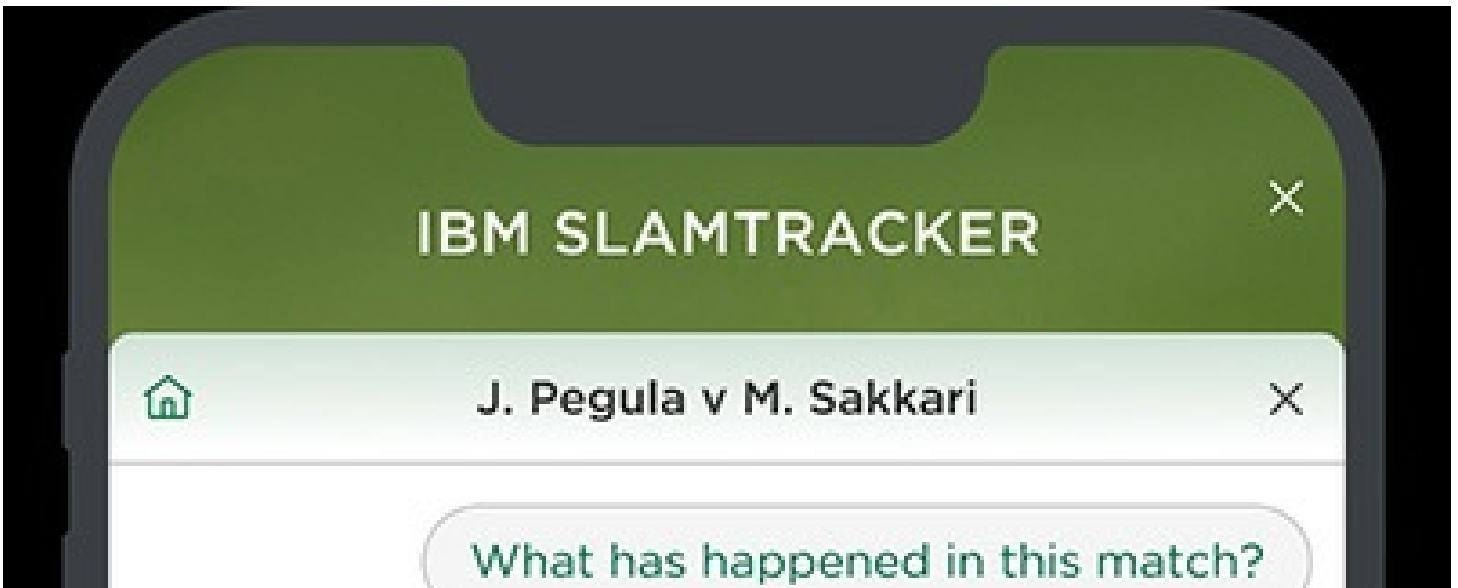 IBM SLAMTRACKER
J. Pegula v M. Sakkari
What has happened in this match?